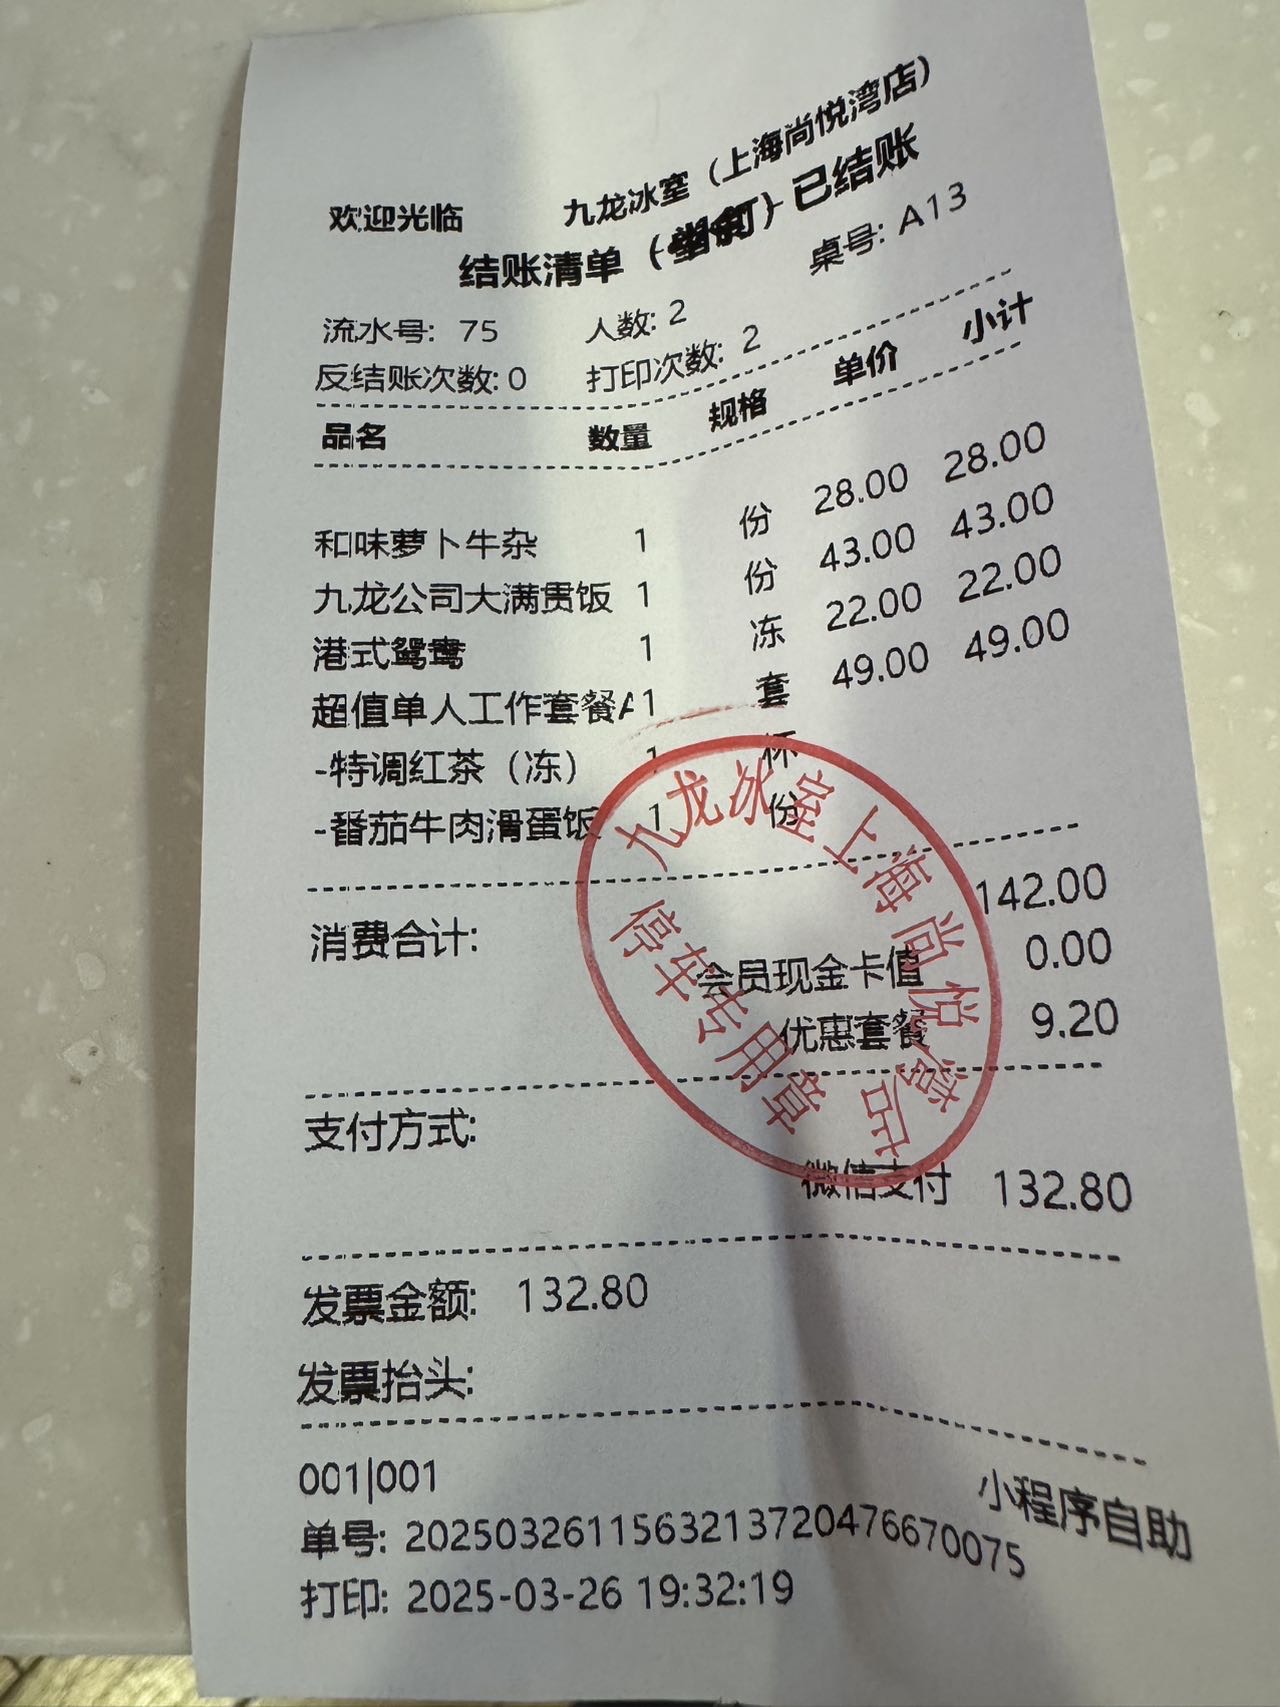 欢迎光临 九龙冰室（上海尚悦湾店）
结账清单 已结账
流水号: 75 人数: 2 桌号: A13
反结账次数: 0 打印次数: 2
品名 数量 规格 单价 小计
和味萝卜牛杂 1 份 28.00 28.00
九龙公司大满贯饭 1 份 43.00 43.00
港式鸳鸯 1 冻 22.00 22.00
超值单人工作套餐A 1 套 49.00 49.00
-特调红茶（冻） 1 杯
-番茄牛肉滑蛋饭 1 份
消费合计: 142.00
会员现金卡值 0.00
优惠套餐 9.20
九龙冰室上海尚悦湾店
停车专用章
支付方式:
微信支付 132.80
发票金额: 132.80
发票抬头:
001|001 小程序自助
单号: 2025032611563213720476670075
打印: 2025-03-26 19:32:19